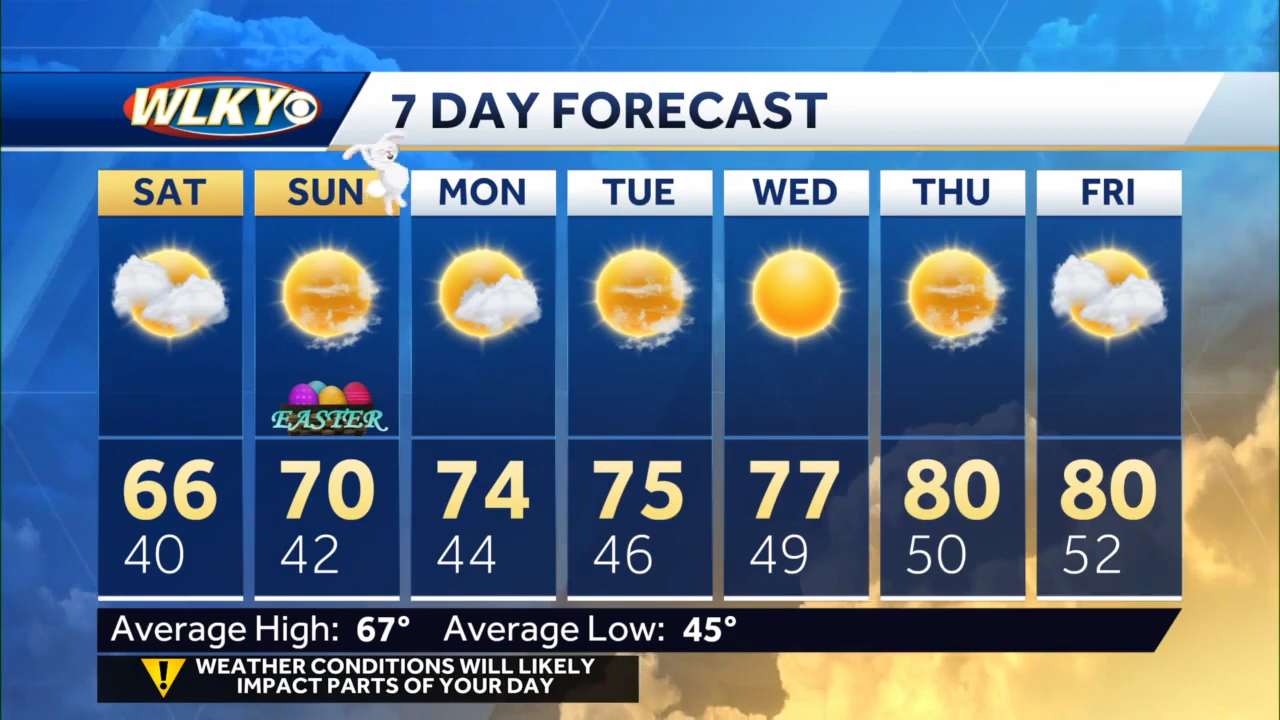 WLKY
7 DAY FORECAST
SAT SUN MON TUE WED THU FRI
EASTER
66 70 74 75 77 80 80
40 42 44 46 49 50 52
Average High: 67° Average Low: 45°
! WEATHER CONDITIONS WILL LIKELY
IMPACT PARTS OF YOUR DAY